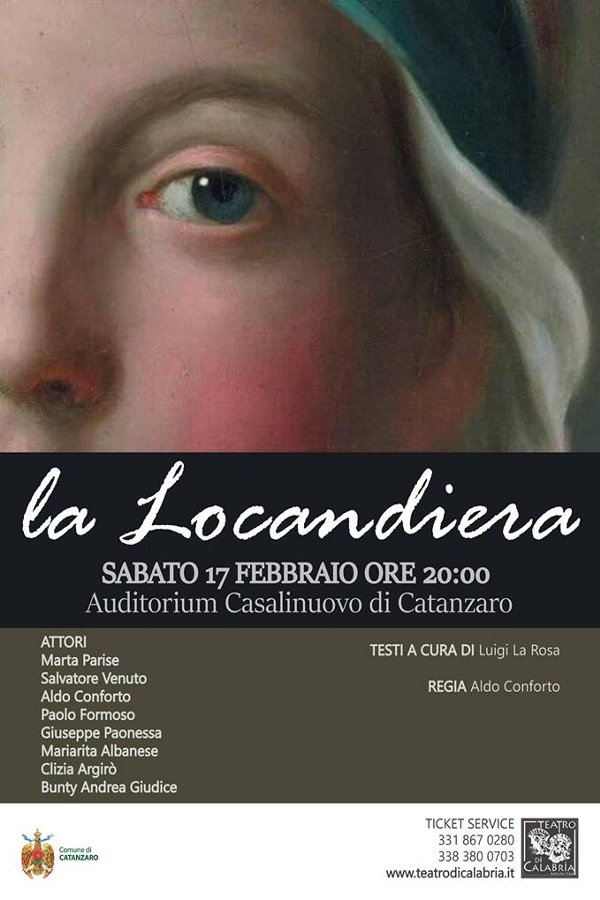 la Locandiera
SABATO 17 FEBBRAIO ORE 20:00
Auditorium Casalinuovo di Catanzaro
ATTORI
Marta Parise
Salvatore Venuto
Aldo Conforto
Paolo Formoso
Giuseppe Paonessa
Mariarita Albanese
Clizia Argirò
Bunty Andrea Giudice
TESTI A CURA DI Luigi La Rosa
REGIA Aldo Conforto
Comune di
CATANZARO
TICKET SERVICE
331 867 0280
338 380 0703
www.teatrodicalabria.it
TEATRO
DI
CALABRIA